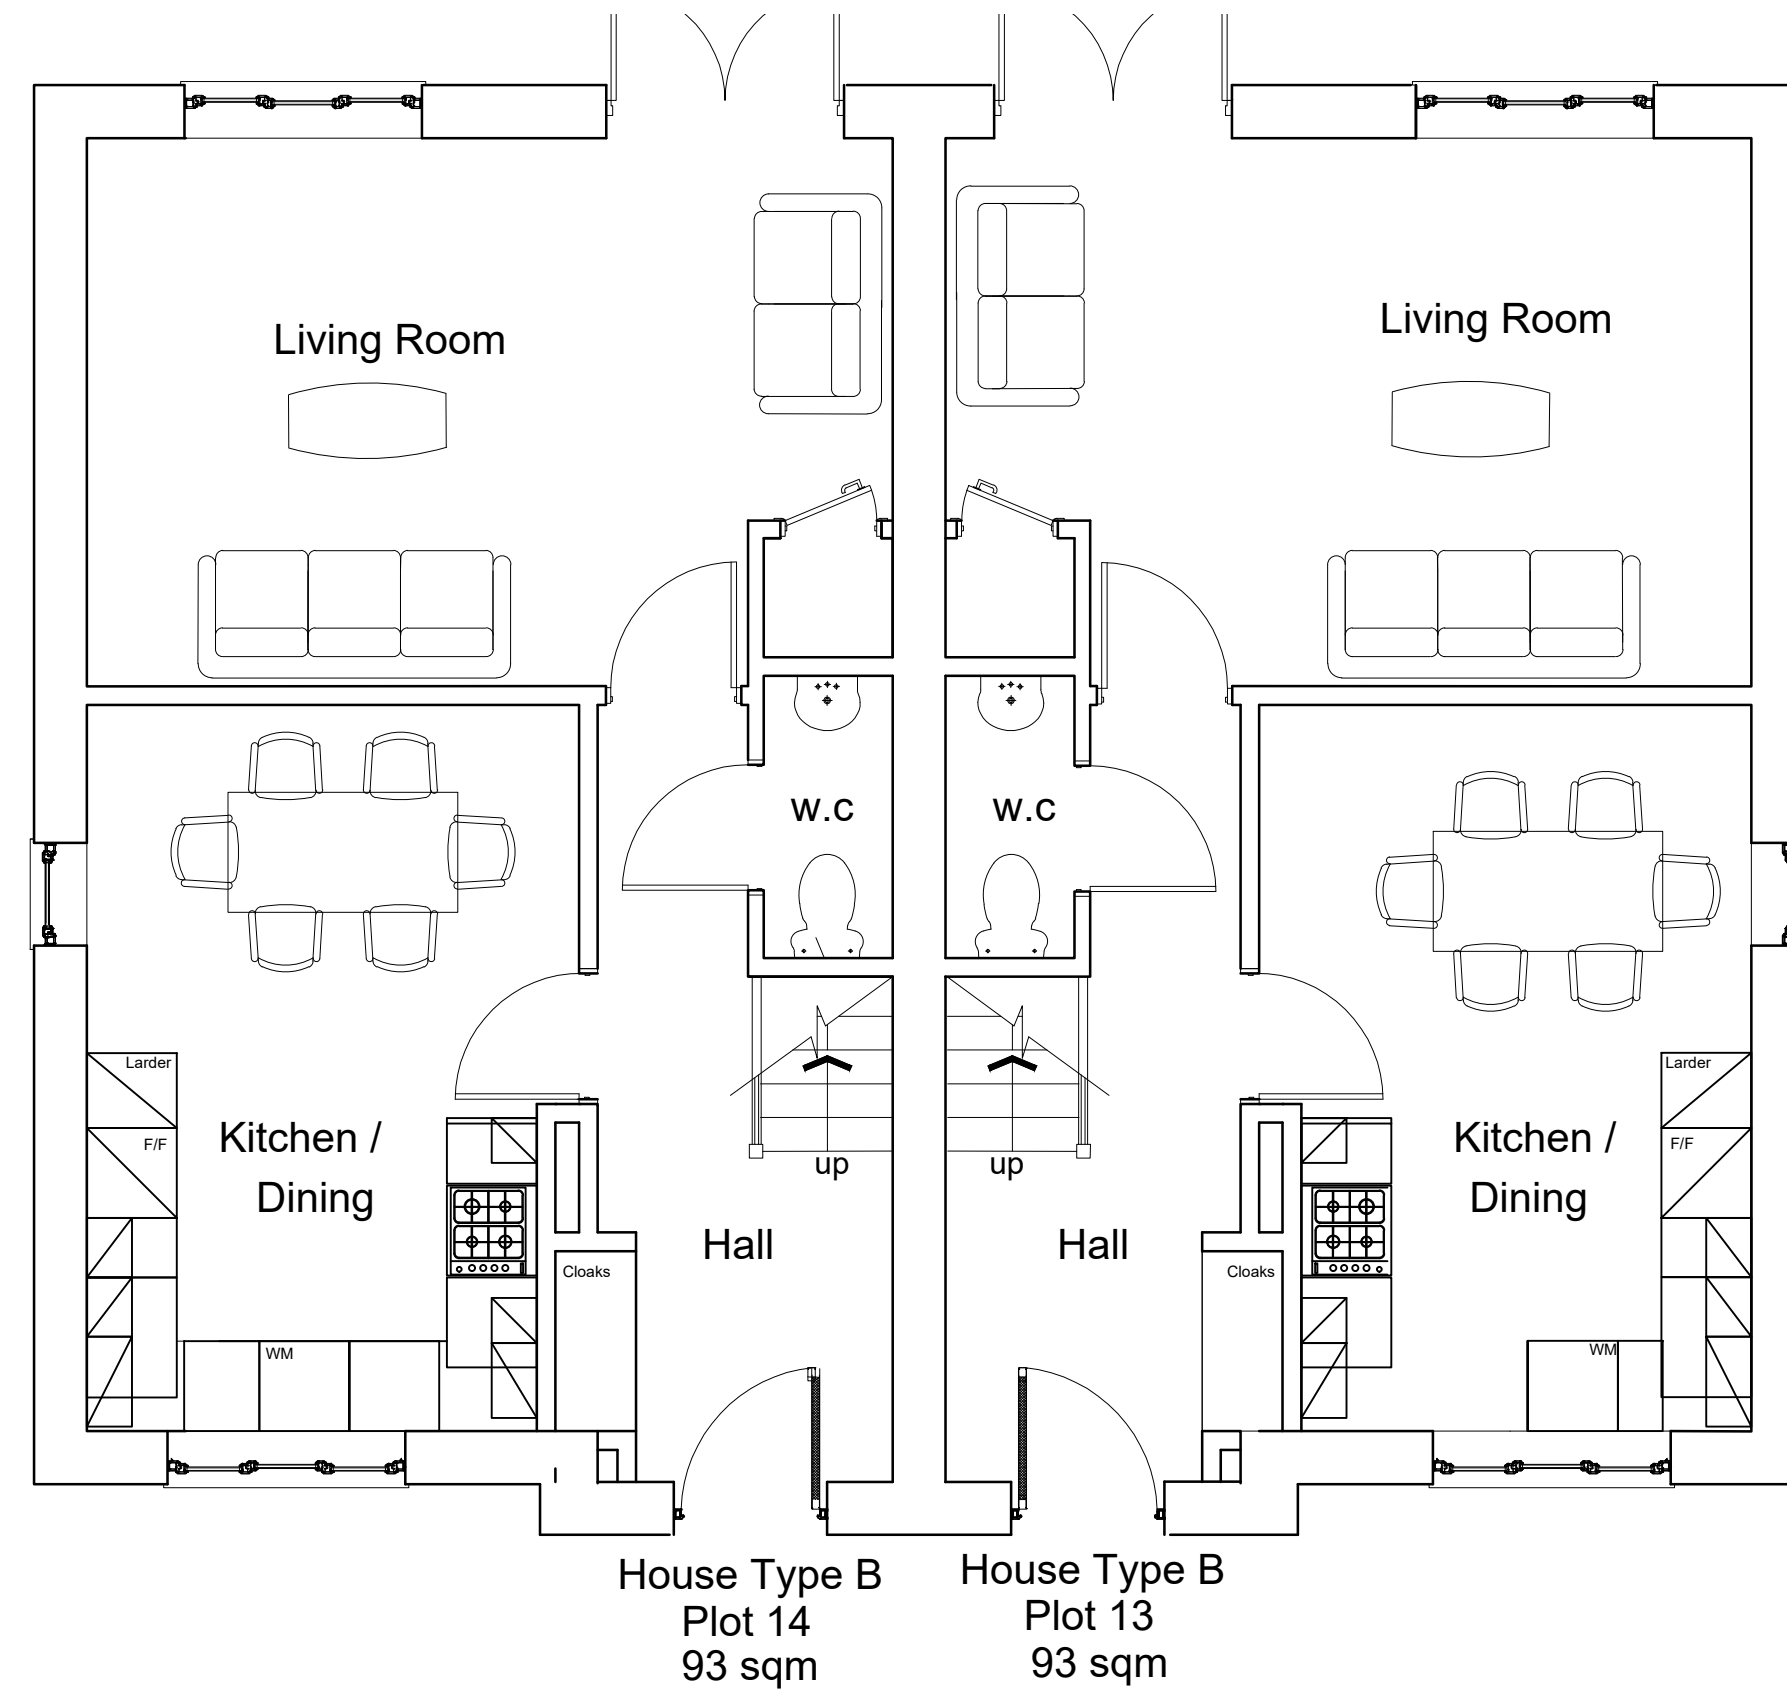 Living Room
Living Room
w.c
w.c
Larder
Larder
Kitchen /
Dining
F/F
F/F
Kitchen /
Dining
up
up
Hall
Hall
Cloaks
Cloaks
WM
WM
House Type B
Plot 14
93 sqm
House Type B
Plot 13
93 sqm